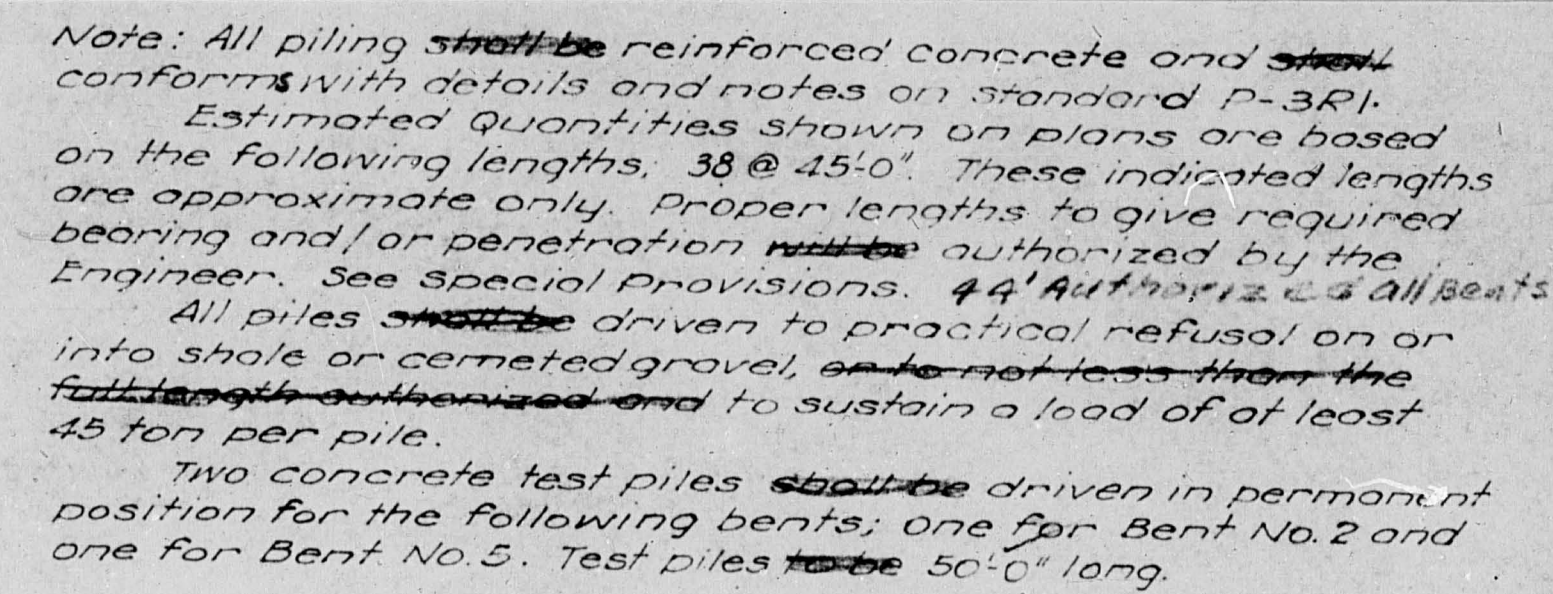 Note: All piling ~~shall be~~ reinforced concrete and ~~shall~~
conforms with details and notes on standard P-3R1.
Estimated Quantities shown on plans are based
on the following lengths; 38 @ 45'-0". These indicated lengths
are approximate only. Proper lengths to give required
bearing and/or penetration ~~will be~~ authorized by the
Engineer. See Special Provisions. 44' Authorized all Bents
All piles ~~shall be~~ driven to practical refusal on or
into shale or cemeted gravel, ~~or to not less than the~~
~~full length authorized and~~ to sustain a load of at least
45 ton per pile.
Two concrete test piles ~~shall be~~ driven in permanent
position for the following bents; One for Bent No. 2 and
one for Bent No. 5. Test piles ~~to be~~ 50'-0" long.